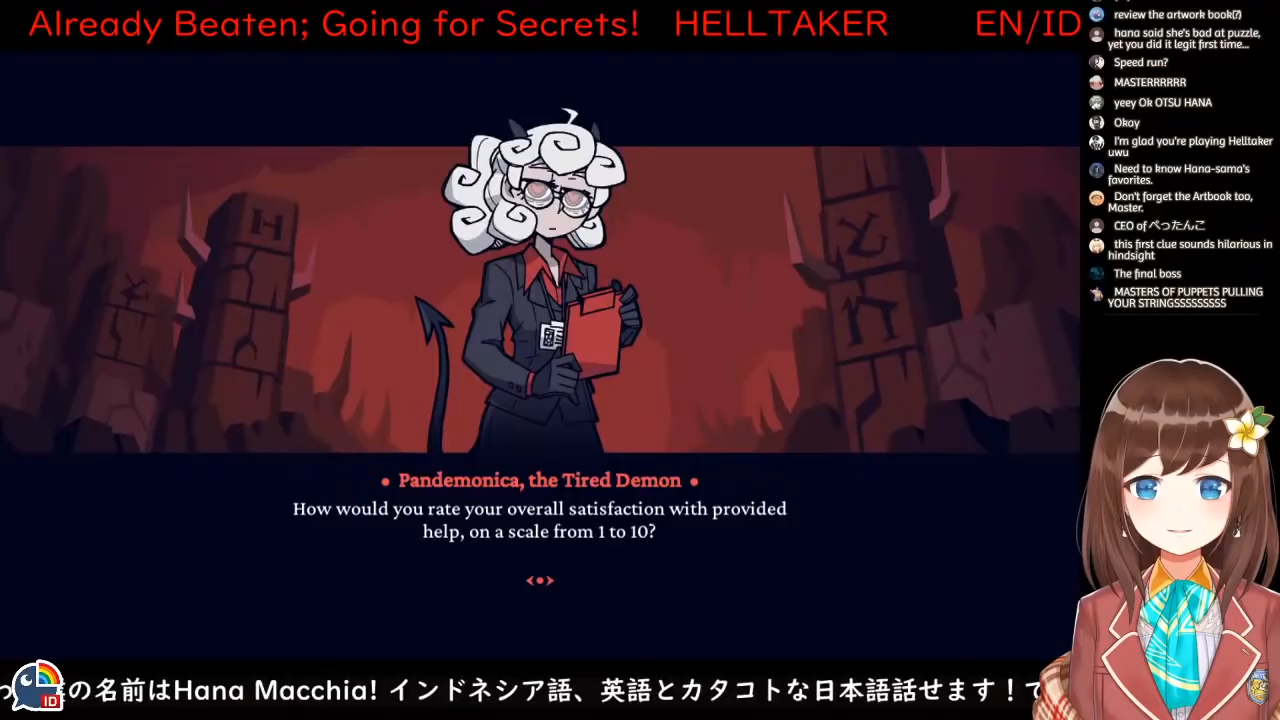 Already Beaten; Going for Secrets! HELLTAKER EN/ID
review the artwork book(?)
hana said she's bad at puzzle,
yet you did it legit first time...
Speed run?
MASTERRRRRR
yeey Ok OTSU HANA
Okay
I'm glad you're playing Helltaker
uwu
Need to know Hana-sama's
favorites.
Don't forget the Artbook too,
Master.
CEO of ぺったんこ
this first clue sounds hilarious in
hindsight
The final boss
MASTERS OF PUPPETS PULLING
YOUR STRINGSSSSSSSSS
H
• Pandemonica, the Tired Demon •
How would you rate your overall satisfaction with provided
help, on a scale from 1 to 10?
の名前はHana Macchia! インドネシア語、英語とカタコトな日本語話せます！で
ID